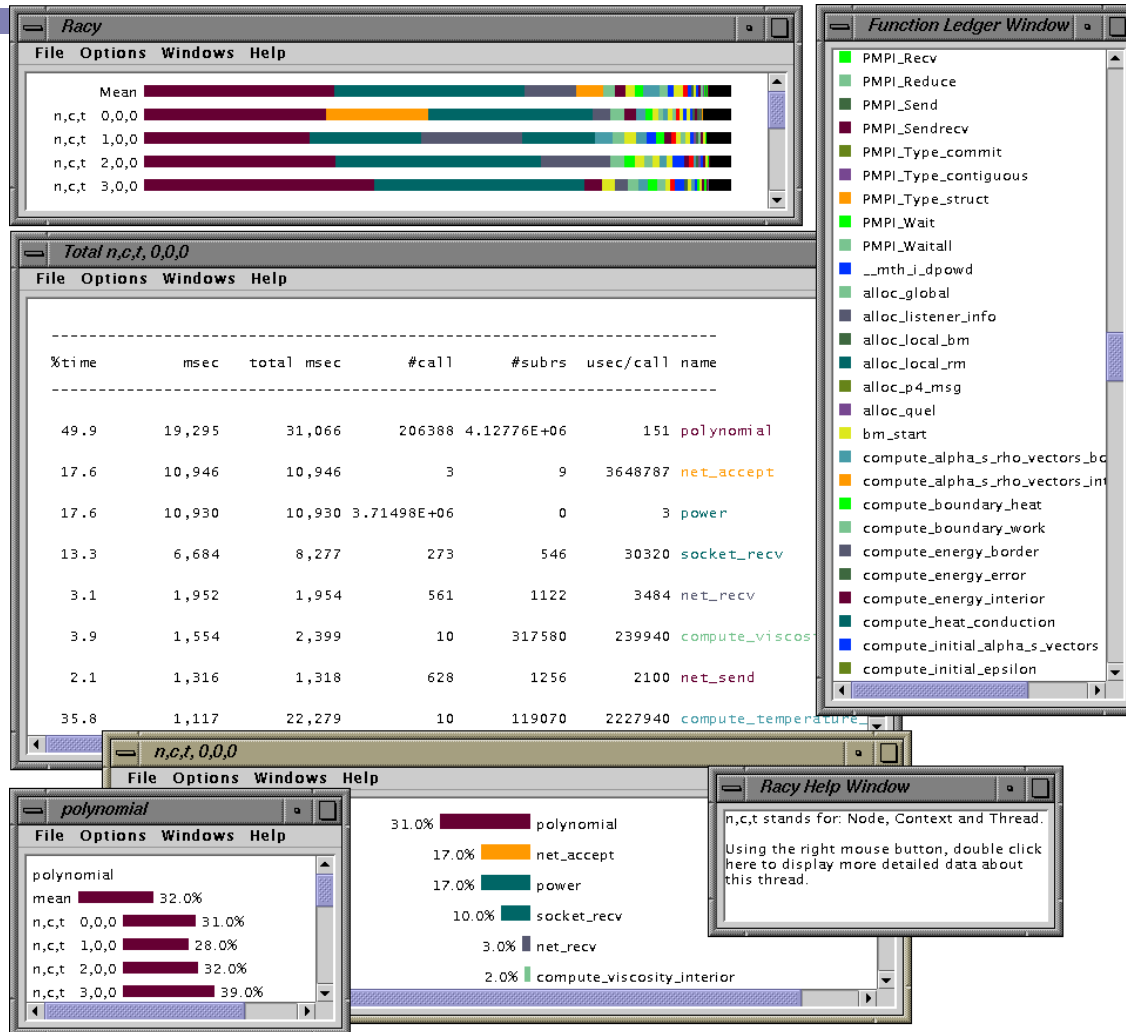 Racy
File Options Windows Help
Mean
n,c,t 0,0,0
n,c,t 1,0,0
n,c,t 2,0,0
n,c,t 3,0,0
Function Ledger Window
PMPI_Recv
PMPI_Reduce
PMPI_Send
PMPI_Sendrecv
PMPI_Type_commit
PMPI_Type_contiguous
PMPI_Type_struct
PMPI_Wait
PMPI_Waitall
__mth_i_dpowd
alloc_global
alloc_listener_info
alloc_local_bm
alloc_local_rm
alloc_p4_msg
alloc_quel
bm_start
compute_alpha_s_rho_vectors_bo
compute_alpha_s_rho_vectors_int
compute_boundary_heat
compute_boundary_work
compute_energy_border
compute_energy_error
compute_energy_interior
compute_heat_conduction
compute_initial_alpha_s_vectors
compute_initial_epsilon
Total n,c,t, 0,0,0
File Options Windows Help
%time msec total msec #call #subrs usec/call name
49.9 19,295 31,066 206388 4.12776E+06 151 polynomial
17.6 10,946 10,946 3 9 3648787 net_accept
17.6 10,930 10,930 3.71498E+06 0 3 power
13.3 6,684 8,277 273 546 30320 socket_recv
3.1 1,952 1,954 561 1122 3484 net_recv
3.9 1,554 2,399 10 317580 239940 compute_viscosi
2.1 1,316 1,318 628 1256 2100 net_send
35.8 1,117 22,279 10 119070 2227940 compute_temperature_
n,c,t, 0,0,0
File Options Windows Help
31.0% polynomial
17.0% net_accept
17.0% power
10.0% socket_recv
3.0% net_recv
2.0% compute_viscosity_interior
polynomial
File Options Windows Help
polynomial
mean 32.0%
n,c,t 0,0,0 31.0%
n,c,t 1,0,0 28.0%
n,c,t 2,0,0 32.0%
n,c,t 3,0,0 39.0%
Racy Help Window
n,c,t stands for: Node, Context and Thread.
Using the right mouse button, double click
here to display more detailed data about
this thread.